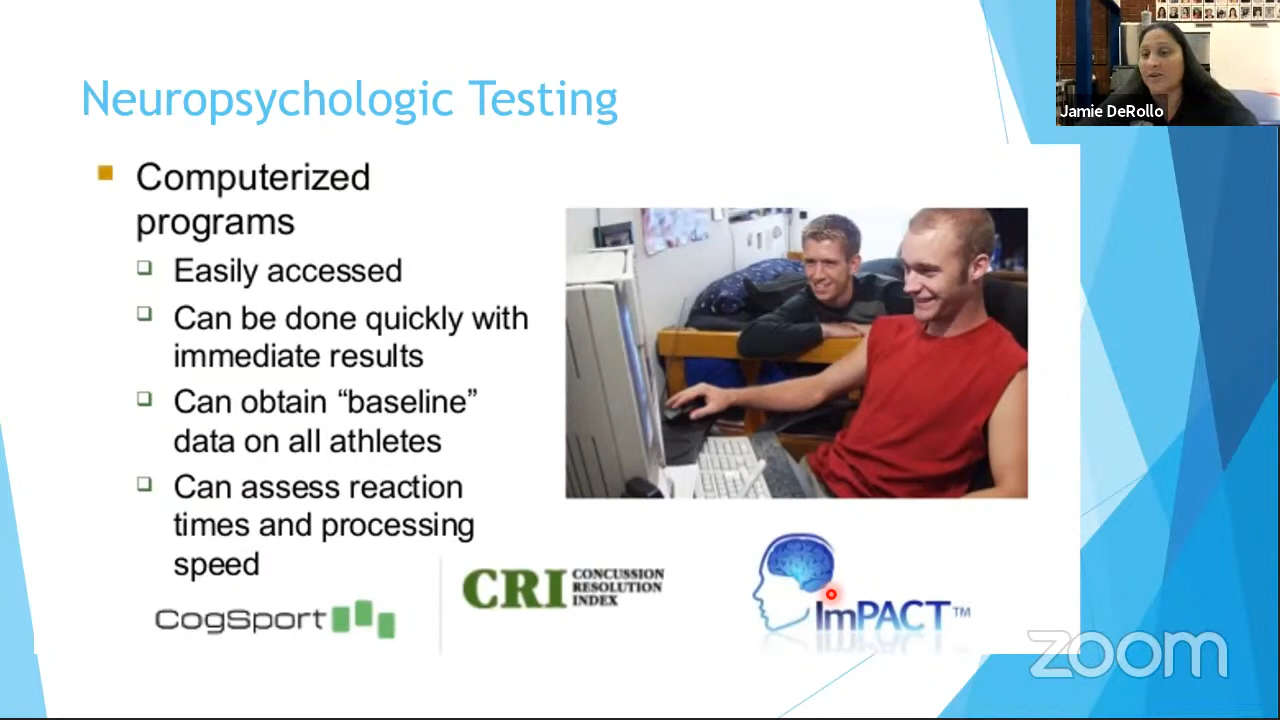 Neuropsychologic Testing
Jamie DeRollo
Computerized
programs
Easily accessed
Can be done quickly with
immediate results
Can obtain “baseline”
data on all athletes
Can assess reaction
times and processing
speed
CogSport
CRI CONCUSSION
RESOLUTION
INDEX
ImPACT™
zoom